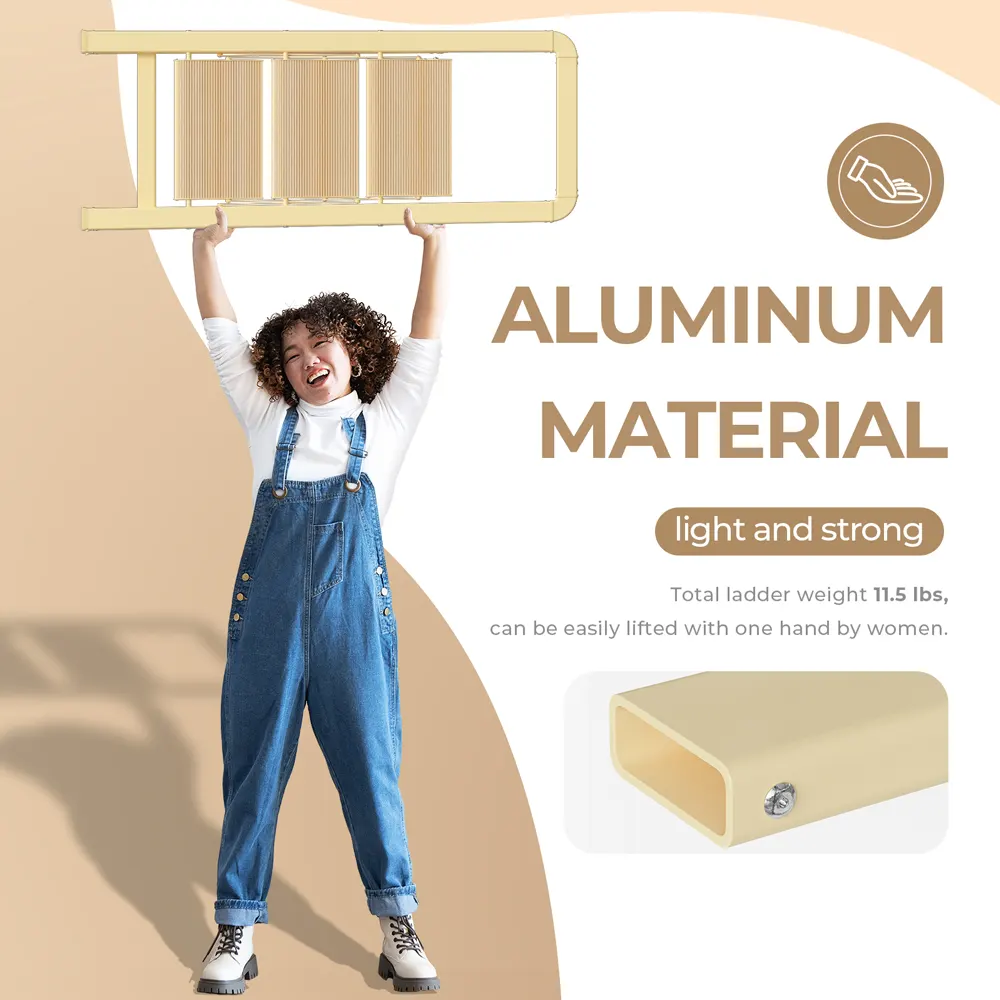 ALUMINUM
MATERIAL
light and strong
Total ladder weight 11.5 lbs,
can be easily lifted with one hand by women.